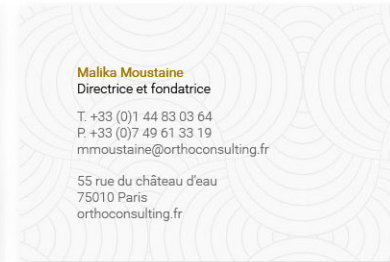 Malika Moustaine
Directrice et fondatrice
T. +33 (0)1 44 83 03 64
P. +33 (0)7 49 61 33 19
mmoustaine@orthoconsulting.fr
55 rue du château d'eau
75010 Paris
orthoconsulting.fr